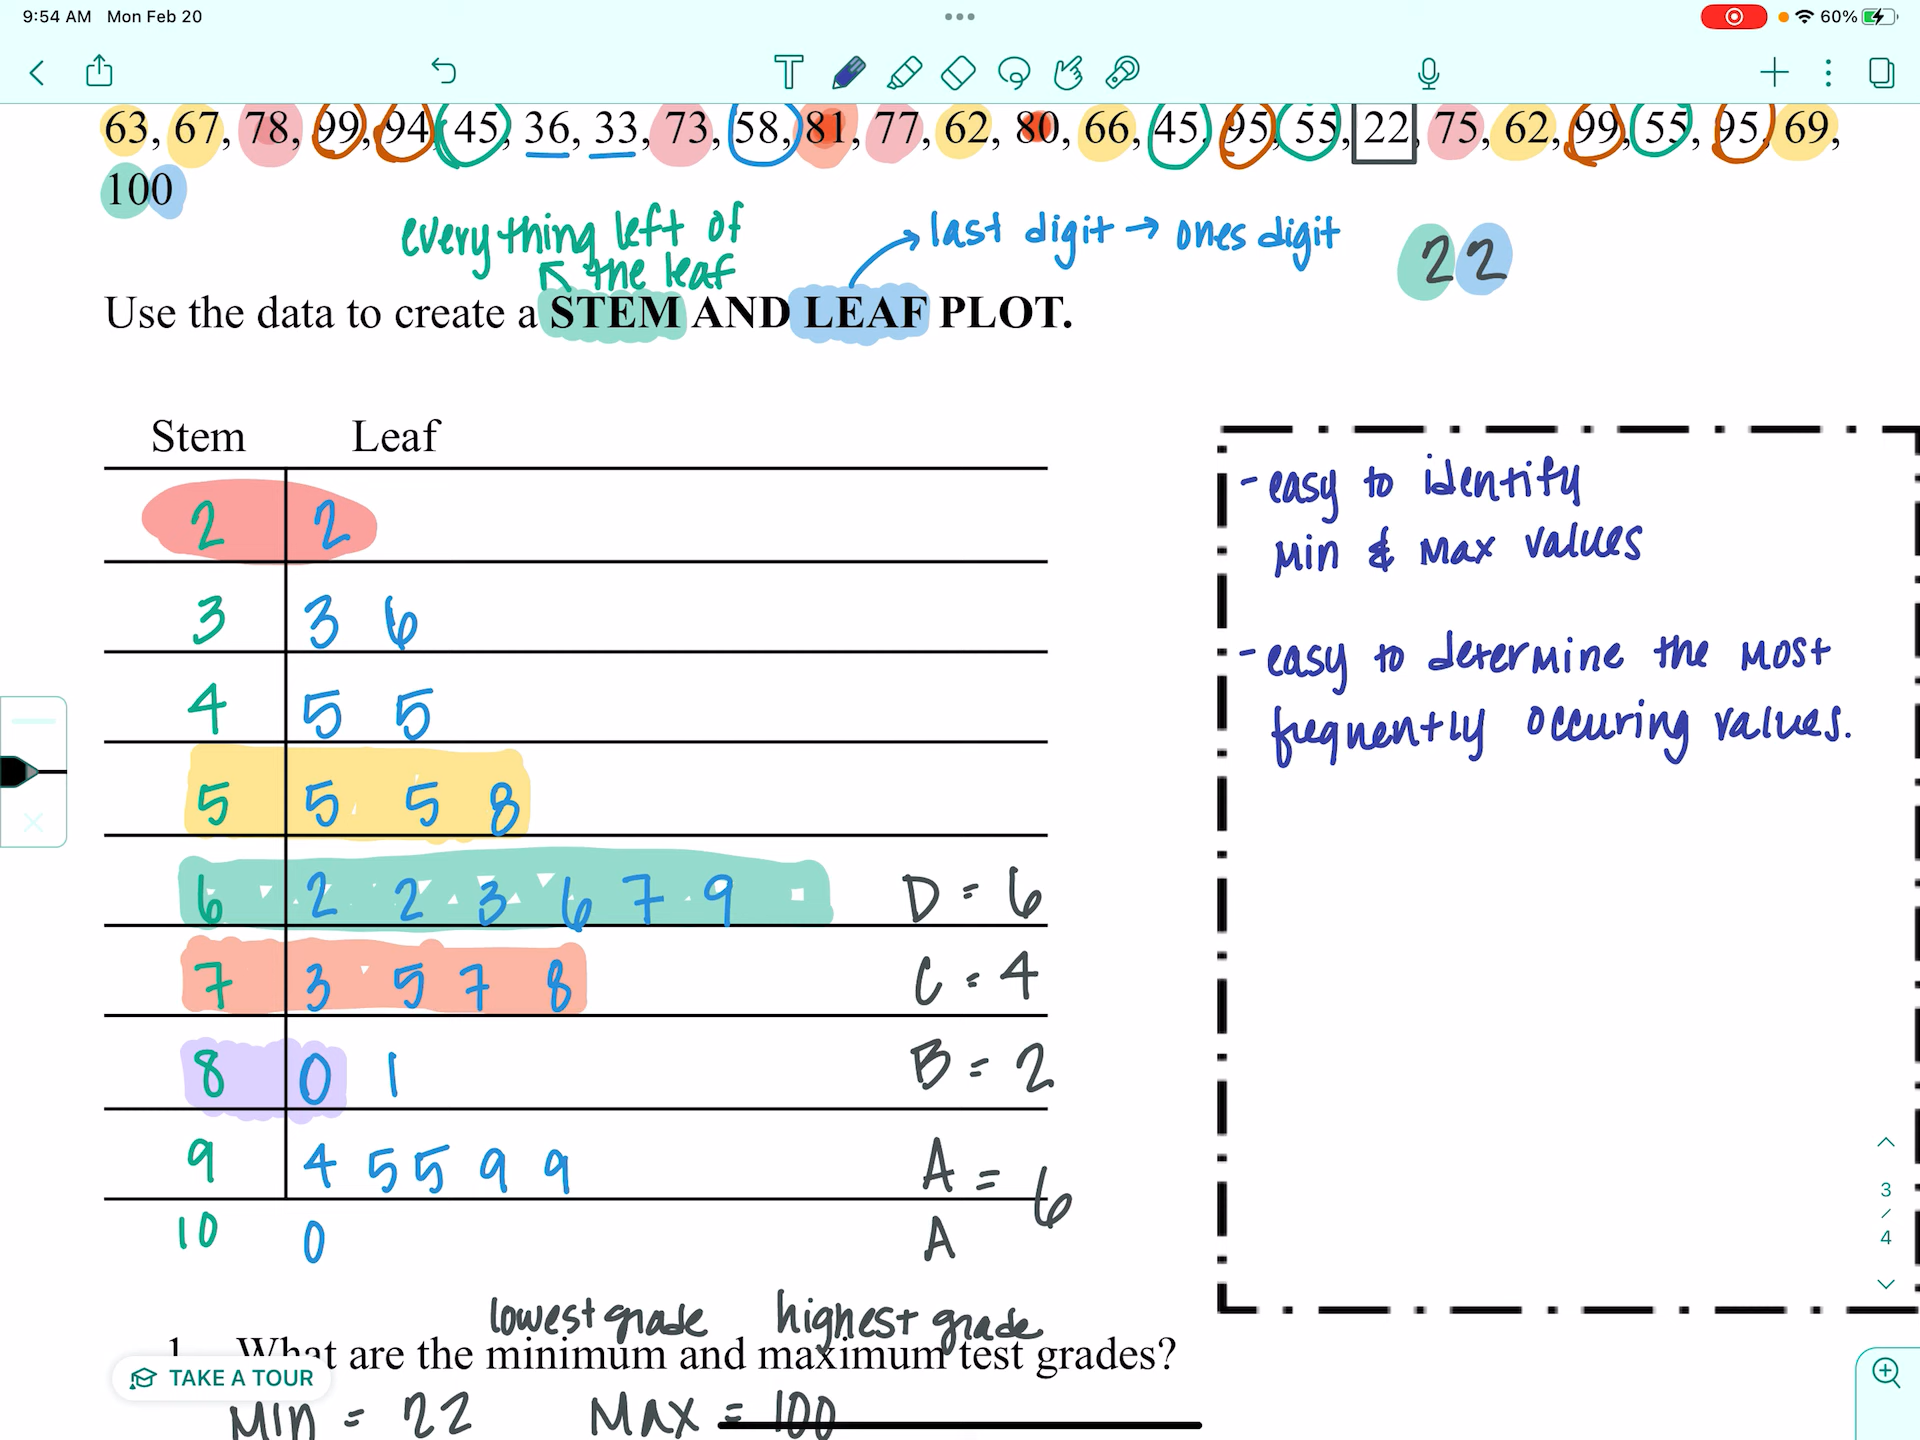 9:54 AM Mon Feb 20
60%
63, 67, 78, 99, 94, 45, 36, 33, 73, 58, 81, 77, 62, 80, 66, 45, 95, 55, 22, 75, 62, 99, 55, 95, 69,
100
everything left of
the leaf
last digit → ones digit
22
Use the data to create a STEM AND LEAF PLOT.
Stem Leaf
2 2
3 3 6
4 5 5
5 5 5 8
6 2 2 3 6 7 9 D = 6
7 3 5 7 8 C = 4
8 0 1 B = 2
9 4 5 5 9 9 A = 6
10 0 A
- easy to identify
Min & Max values
- easy to determine the most
frequently occuring values.
3
/
4
lowest grade highest grade
1. What are the minimum and maximum test grades?
TAKE A TOUR
Min = 22 Max = 100